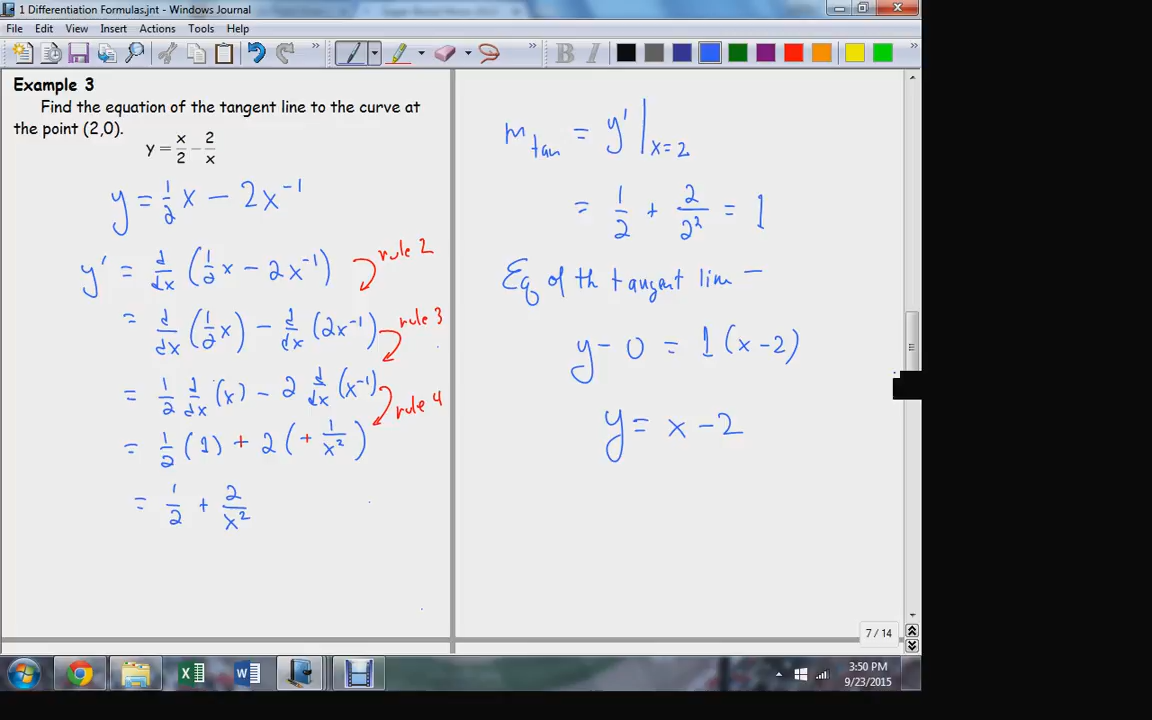 1 Differentiation Formulas.jnt - Windows Journal
File Edit View Insert Actions Tools Help
Example 3
Find the equation of the tangent line to the curve at
the point (2,0).
y = x/2 - 2/x
y = 1/2 x - 2x^-1
y' = d/dx (1/2 x - 2x^-1) rule 2
= d/dx (1/2 x) - d/dx (2x^-1) rule 3
= 1/2 d/dx (x) - 2 d/dx (x^-1) rule 4
= 1/2 (1) + 2 (+ 1/x^2)
= 1/2 + 2/x^2
m tan = y' | x=2
= 1/2 + 2/2^2 = 1
Eq of th tangent line –
y - 0 = 1 (x - 2)
y = x - 2
7 / 14
3:50 PM
9/23/2015